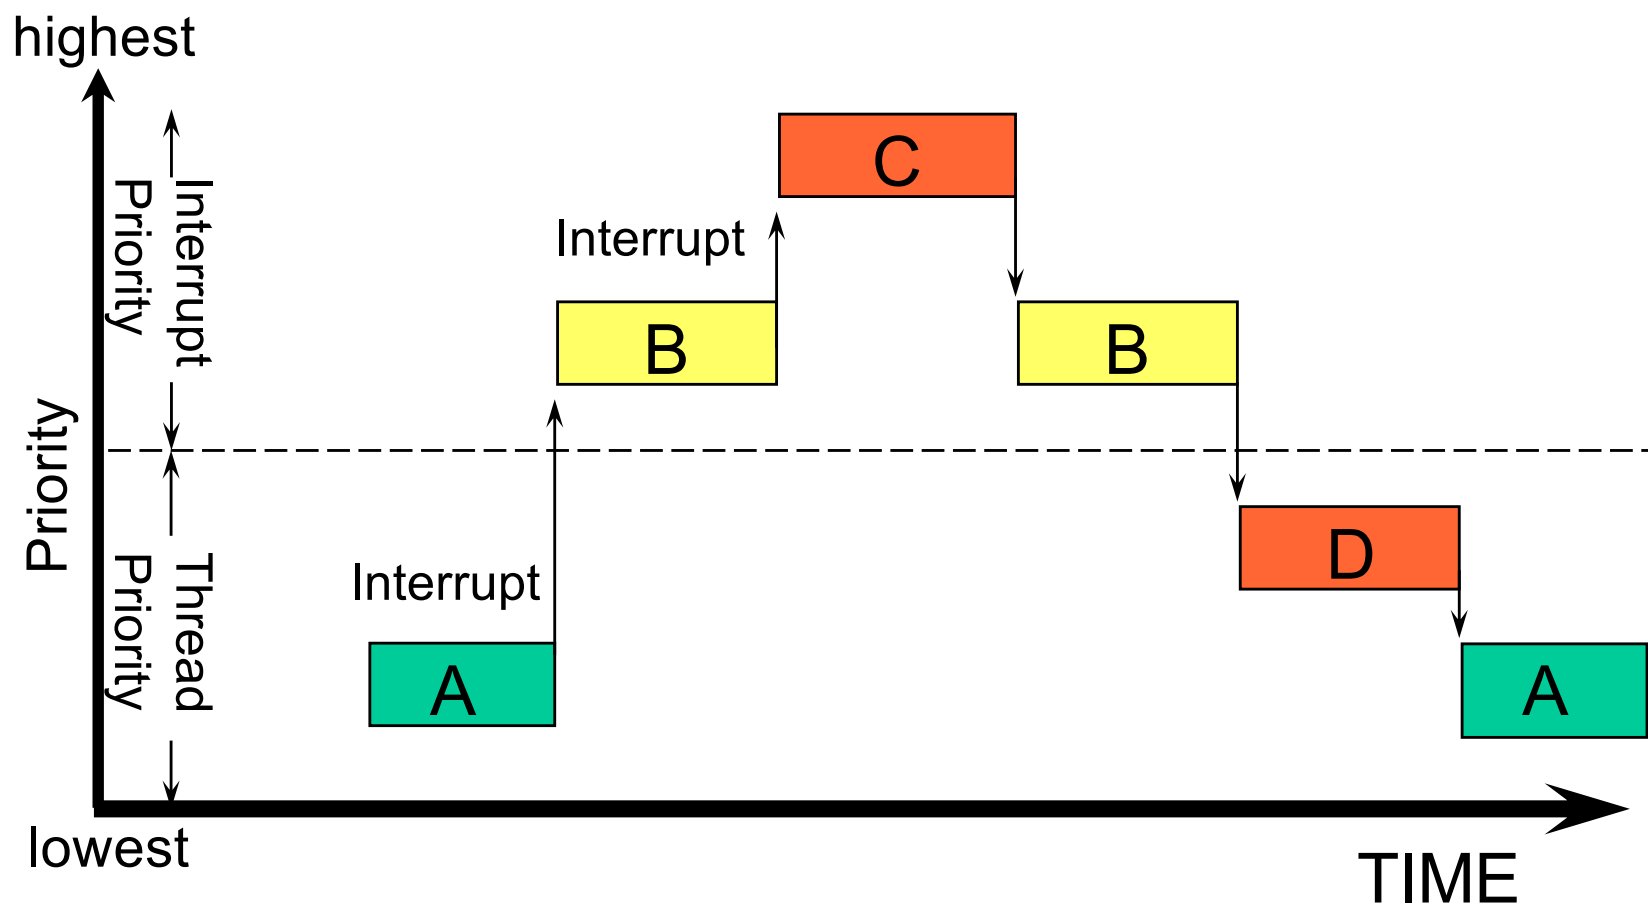 highest
C
Interrupt
Priority
Interrupt
B
B
Priority
D
Interrupt
Thread
Priority
A
A
lowest
TIME